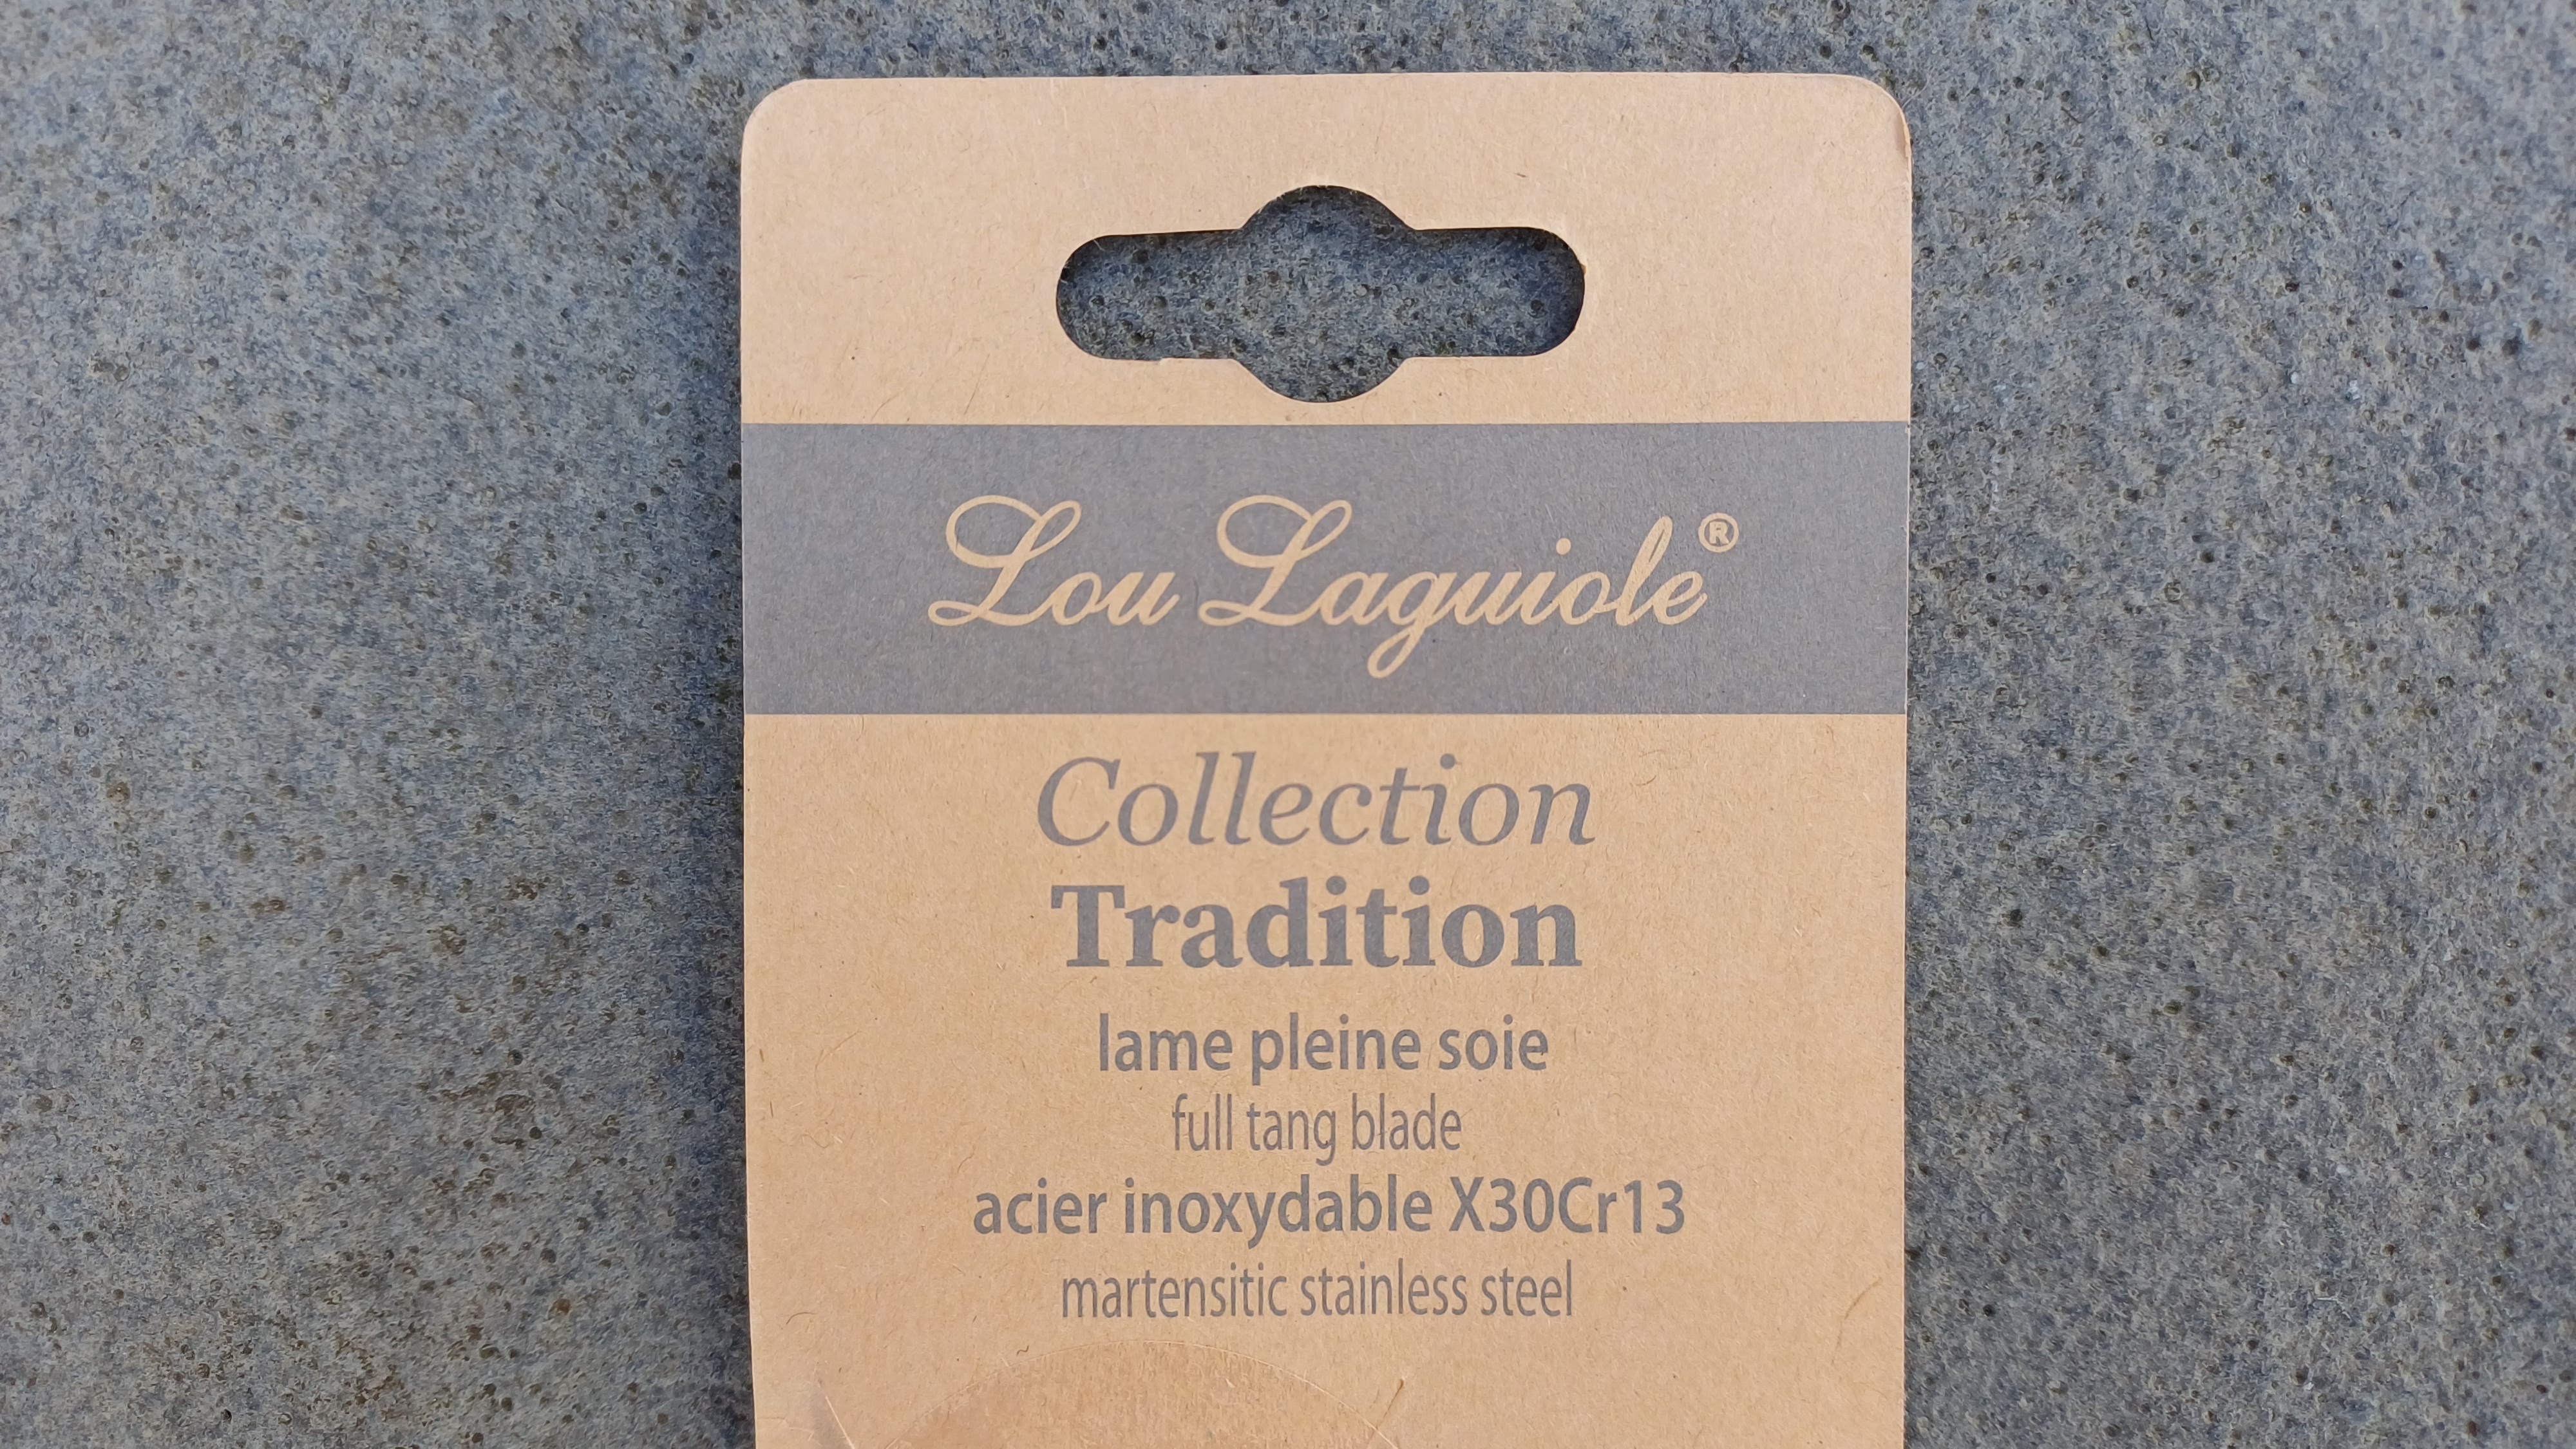 Lou Laguiole®
Collection
Tradition
lame pleine soie
full tang blade
acier inoxydable X30Cr13
martensitic stainless steel